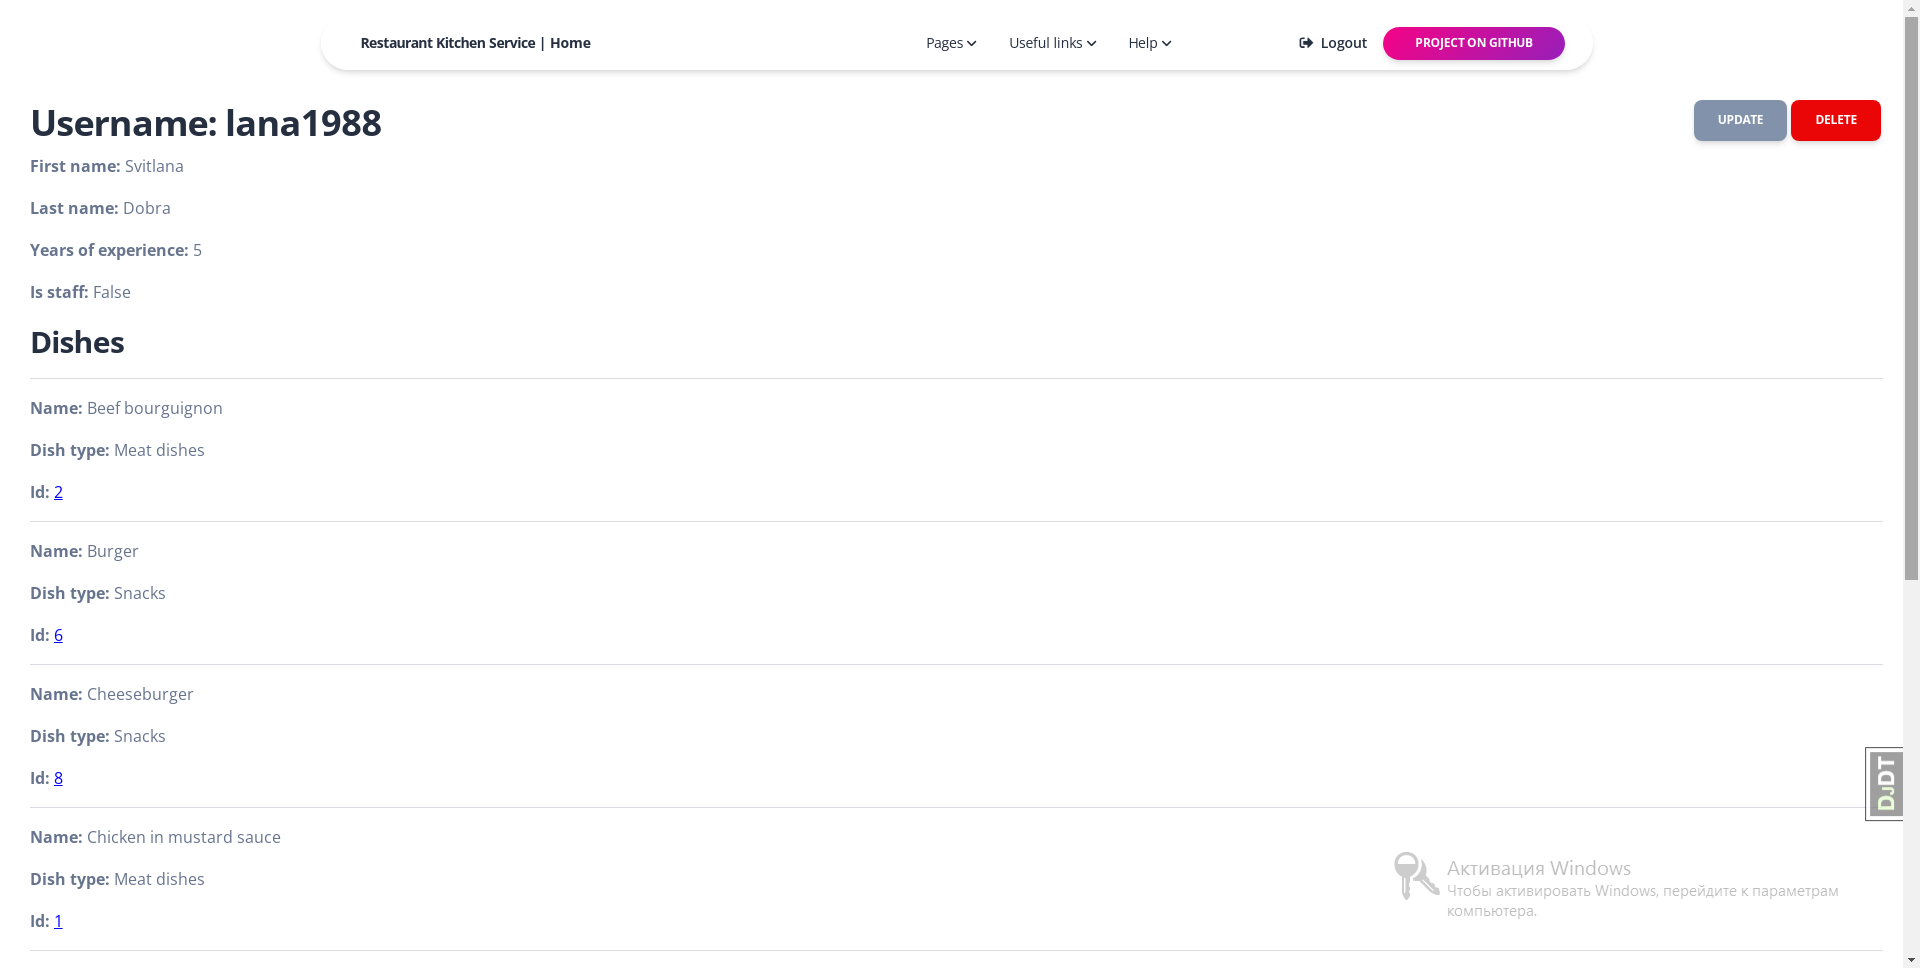 Restaurant Kitchen Service | Home
Pages
Useful links
Help
Logout
PROJECT ON GITHUB
Username: lana1988
UPDATE
DELETE
First name: Svitlana
Last name: Dobra
Years of experience: 5
Is staff: False
Dishes
Name: Beef bourguignon
Dish type: Meat dishes
Id: 2
Name: Burger
Dish type: Snacks
Id: 6
Name: Cheeseburger
Dish type: Snacks
Id: 8
DjDT
Name: Chicken in mustard sauce
Dish type: Meat dishes
Id: 1
Активация Windows
Чтобы активировать Windows, перейдите к параметрам
компьютера.